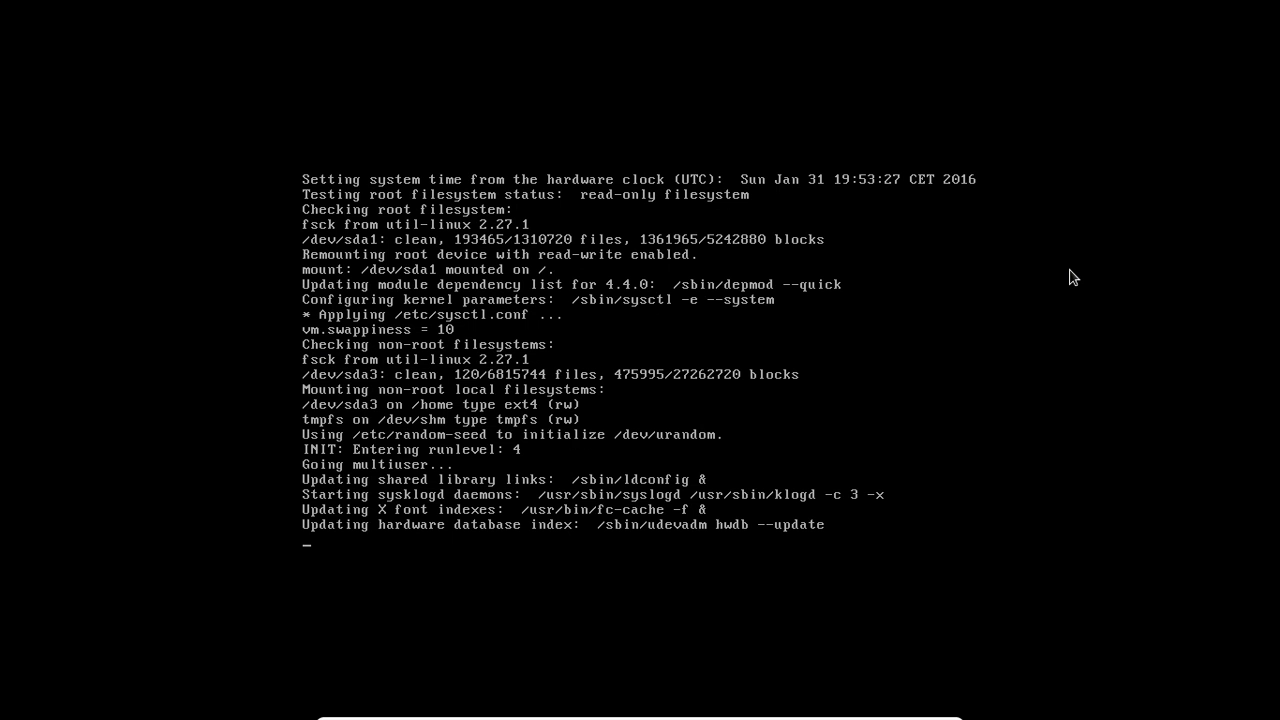 Setting system time from the hardware clock (UTC):  Sun Jan 31 19:53:27 CET 2016
Testing root filesystem status:  read-only filesystem
Checking root filesystem:
fsck from util-linux 2.27.1
/dev/sda1: clean, 193465/1310720 files, 1361965/5242880 blocks
Remounting root device with read-write enabled.
mount: /dev/sda1 mounted on /.
Updating module dependency list for 4.4.0:  /sbin/depmod --quick
Configuring kernel parameters:  /sbin/sysctl -e --system
* Applying /etc/sysctl.conf ...
vm.swappiness = 10
Checking non-root filesystems:
fsck from util-linux 2.27.1
/dev/sda3: clean, 120/6815744 files, 475995/27262720 blocks
Mounting non-root local filesystems:
/dev/sda3 on /home type ext4 (rw)
tmpfs on /dev/shm type tmpfs (rw)
Using /etc/random-seed to initialize /dev/urandom.
INIT: Entering runlevel: 4
Going multiuser...
Updating shared library links:  /sbin/ldconfig &
Starting sysklogd daemons:  /usr/sbin/syslogd /usr/sbin/klogd -c 3 -x
Updating X font indexes:  /usr/bin/fc-cache -f &
Updating hardware database index:  /sbin/udevadm hwdb --update
_